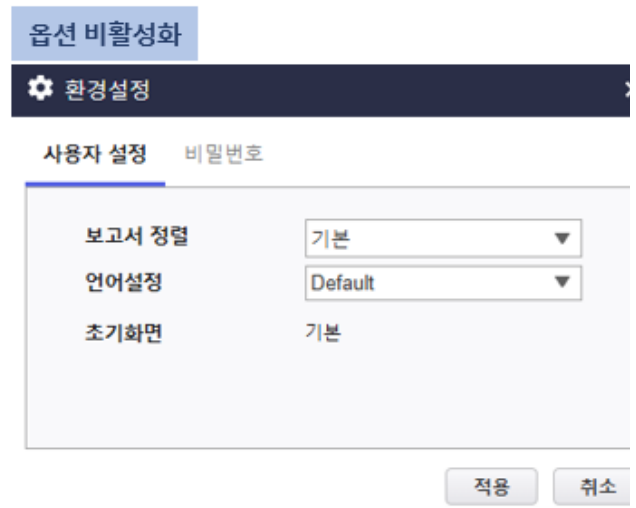 옵션 비활성화
환경설정
사용자 설정 비밀번호
보고서 정렬 기본
언어설정 Default
초기화면 기본
적용 취소